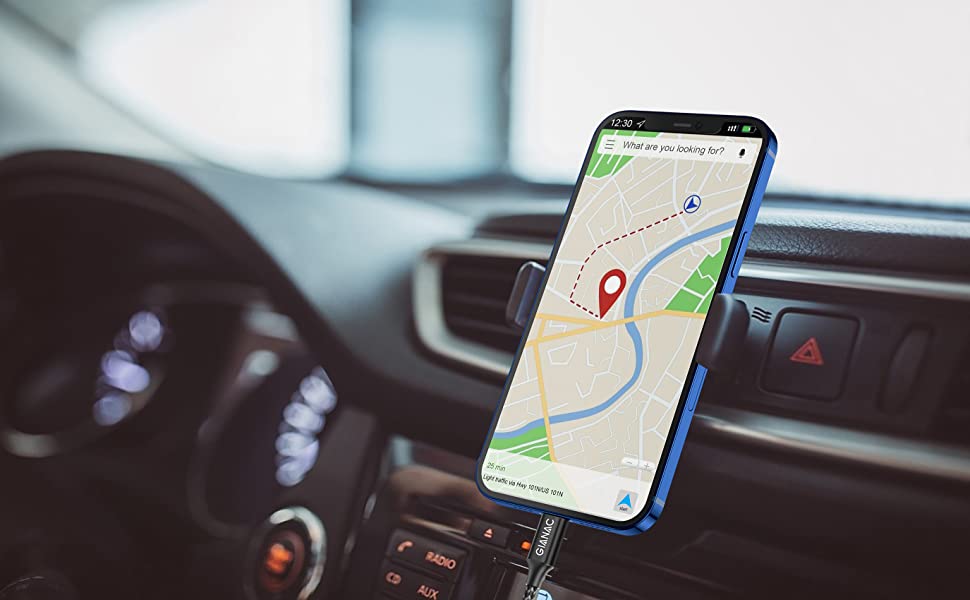 12:30
What are you looking for?
25 min
Light traffic via Hwy 101N/US 101N
Start
GIANAC
RADIO
AUX